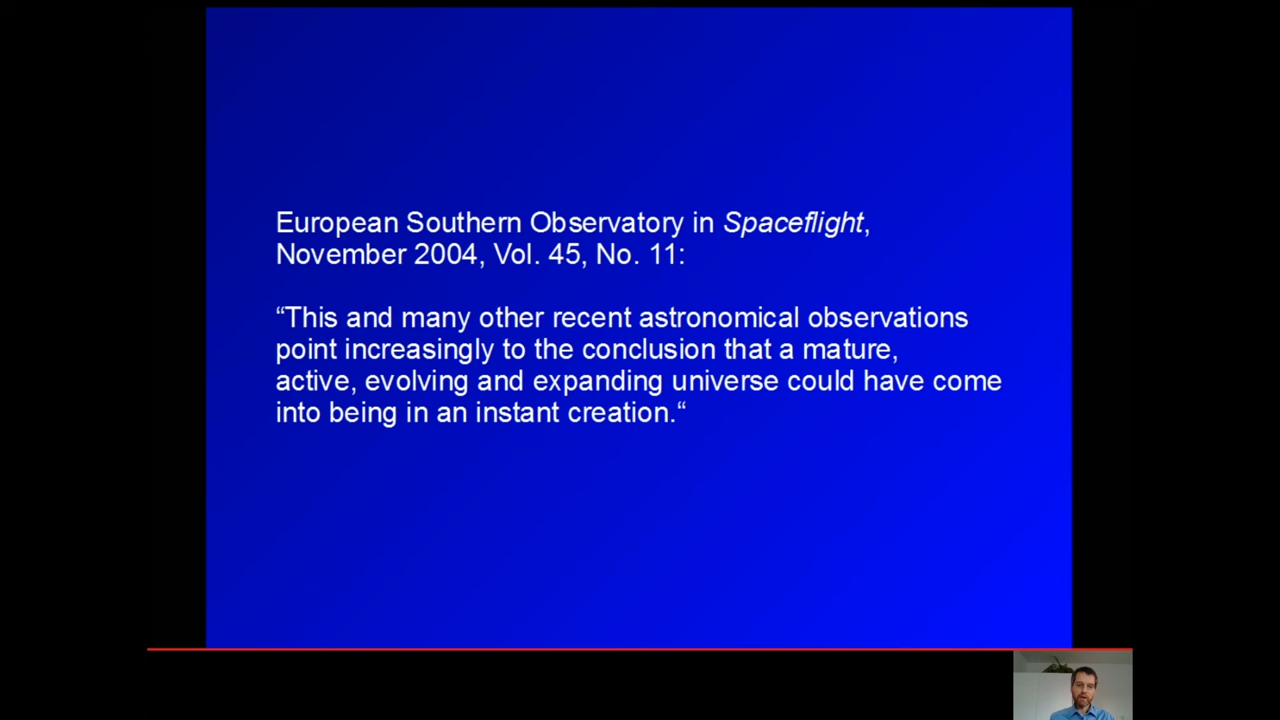 European Southern Observatory in Spaceflight,
November 2004, Vol. 45, No. 11:
“This and many other recent astronomical observations
point increasingly to the conclusion that a mature,
active, evolving and expanding universe could have come
into being in an instant creation.“